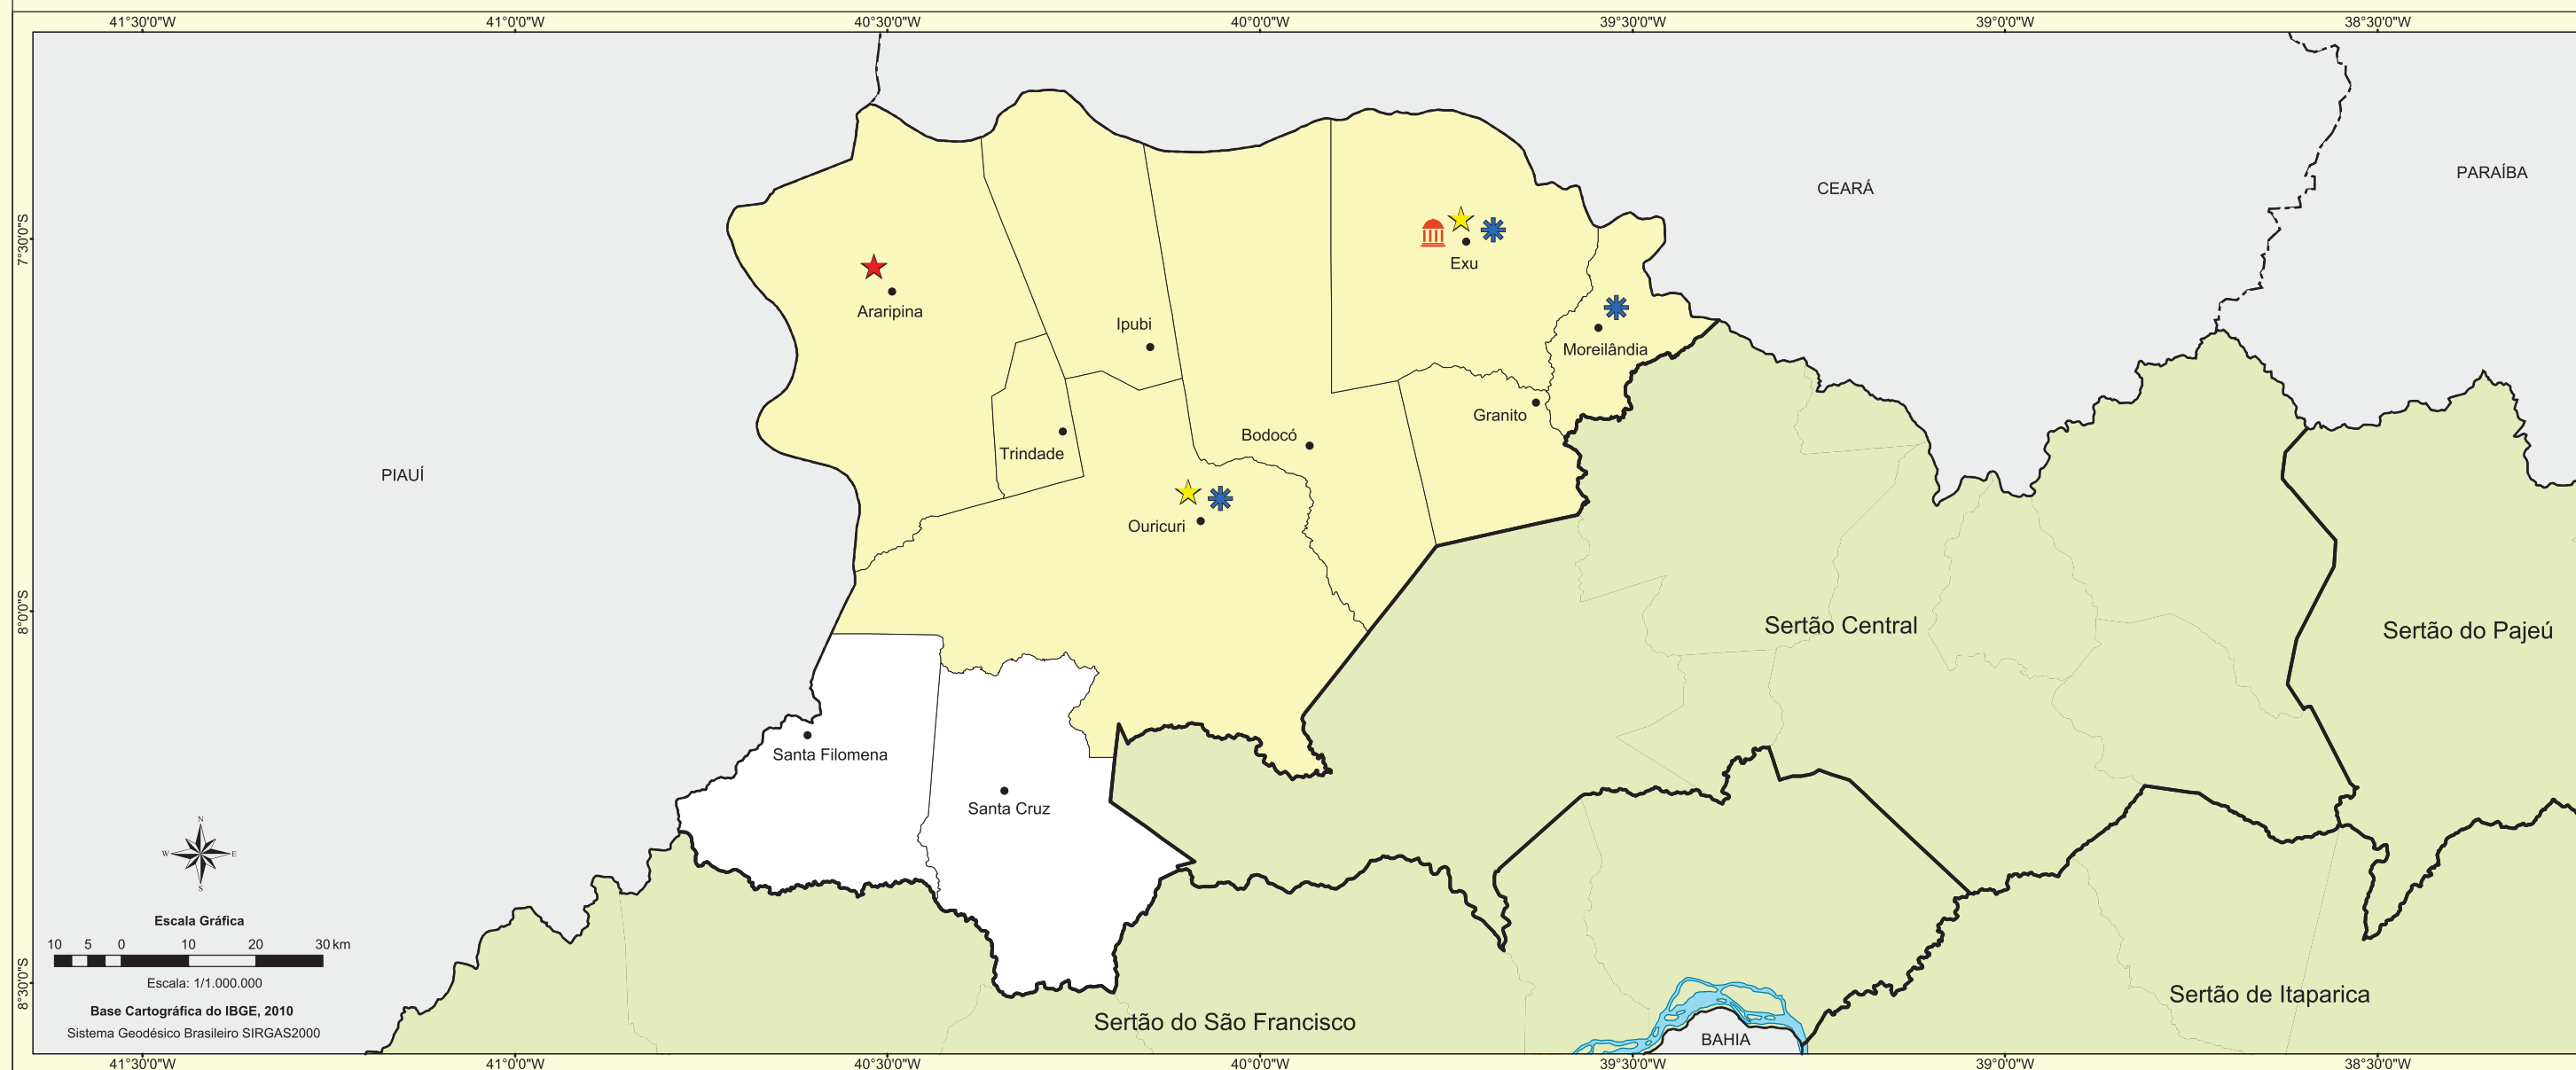 41°30'0"W 41°0'0"W 40°30'0"W 40°0'0"W 39°30'0"W 39°0'0"W 38°30'0"W
7°30'0"S
8°0'0"S
8°30'0"S
PARAÍBA
CEARÁ
Exu
Araripina
Ipubi
Moreilândia
Granito
Bodocó
Trindade
PIAUÍ
Ouricuri
Sertão Central
Sertão do Pajeú
Santa Filomena
Santa Cruz
N
W E
S
Escala Gráfica
10 5 0 10 20 30 km
Escala: 1/1.000.000
Base Cartográfica do IBGE, 2010
Sistema Geodésico Brasileiro SIRGAS2000
Sertão de Itaparica
Sertão do São Francisco
BAHIA
41°30'0"W 41°0'0"W 40°30'0"W 40°0'0"W 39°30'0"W 39°0'0"W 38°30'0"W